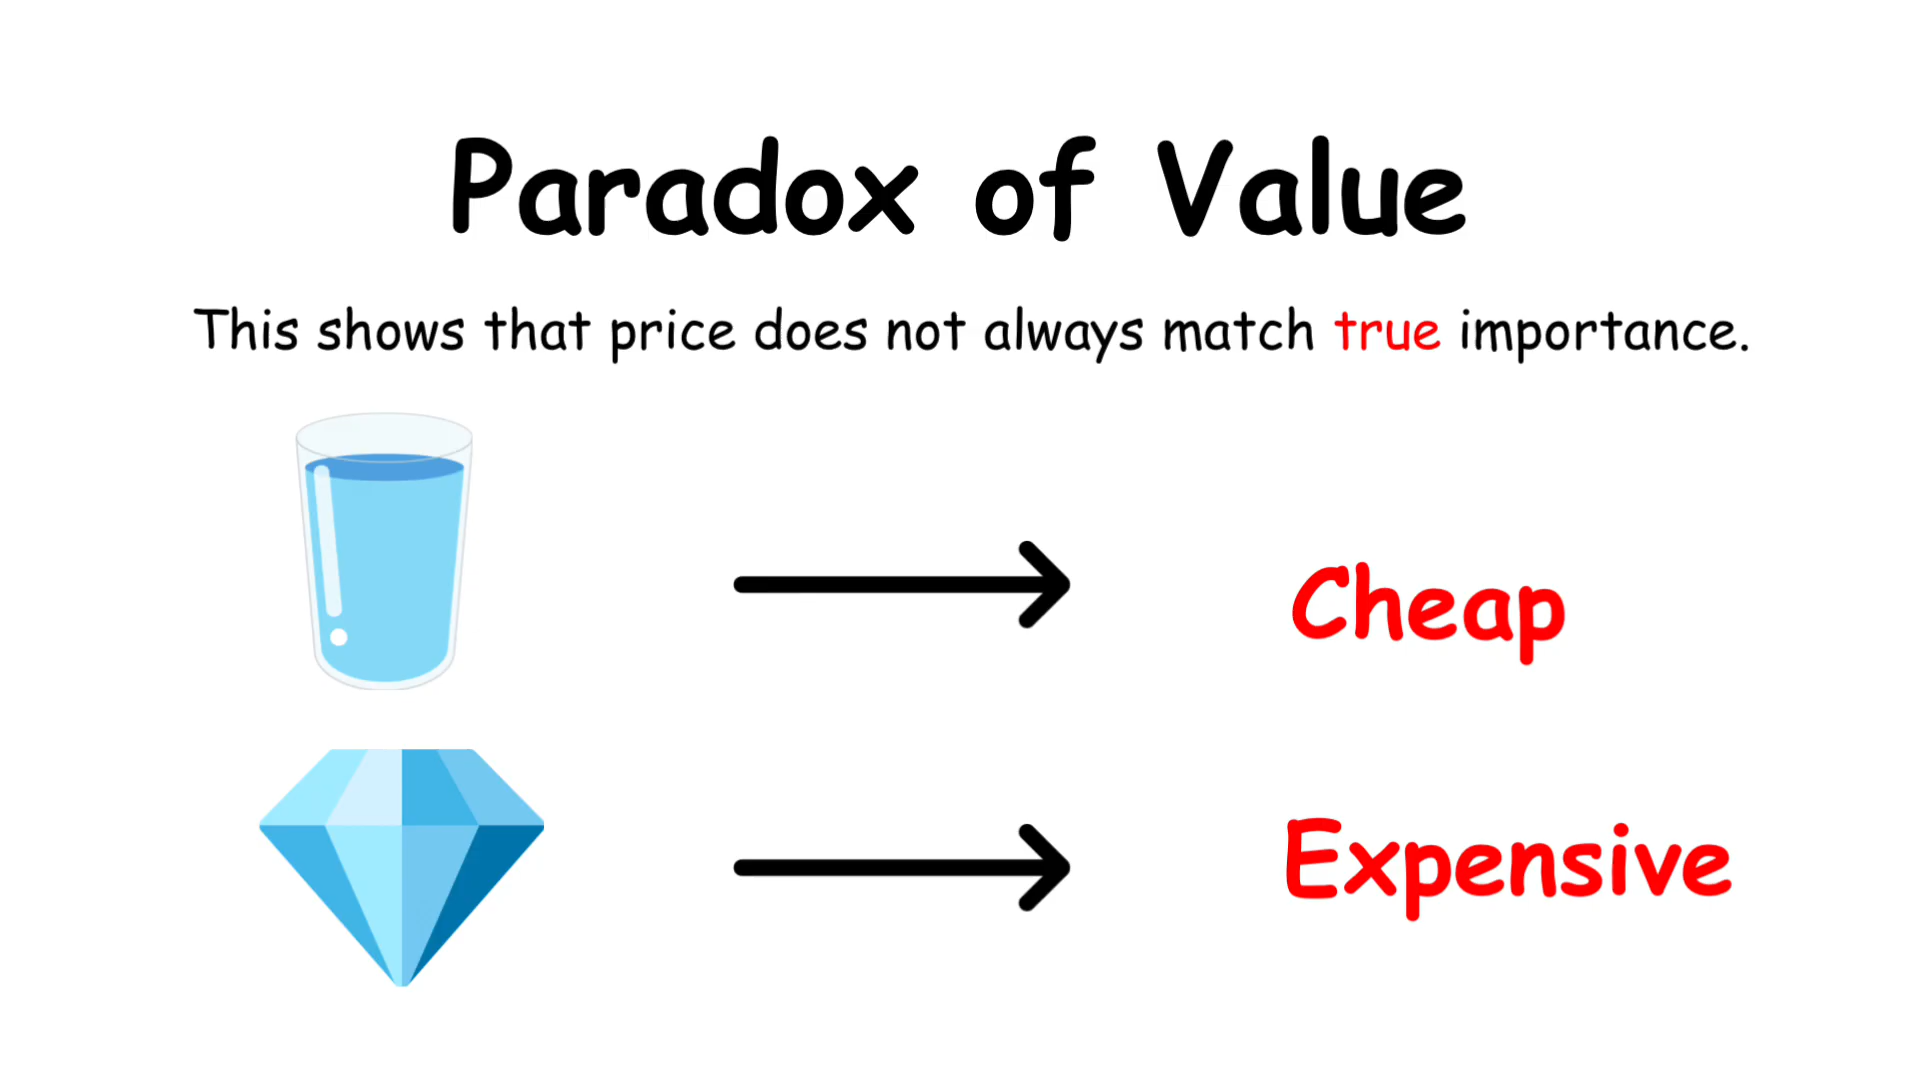 Paradox of Value
This shows that price does not always match true importance.
Cheap
Expensive